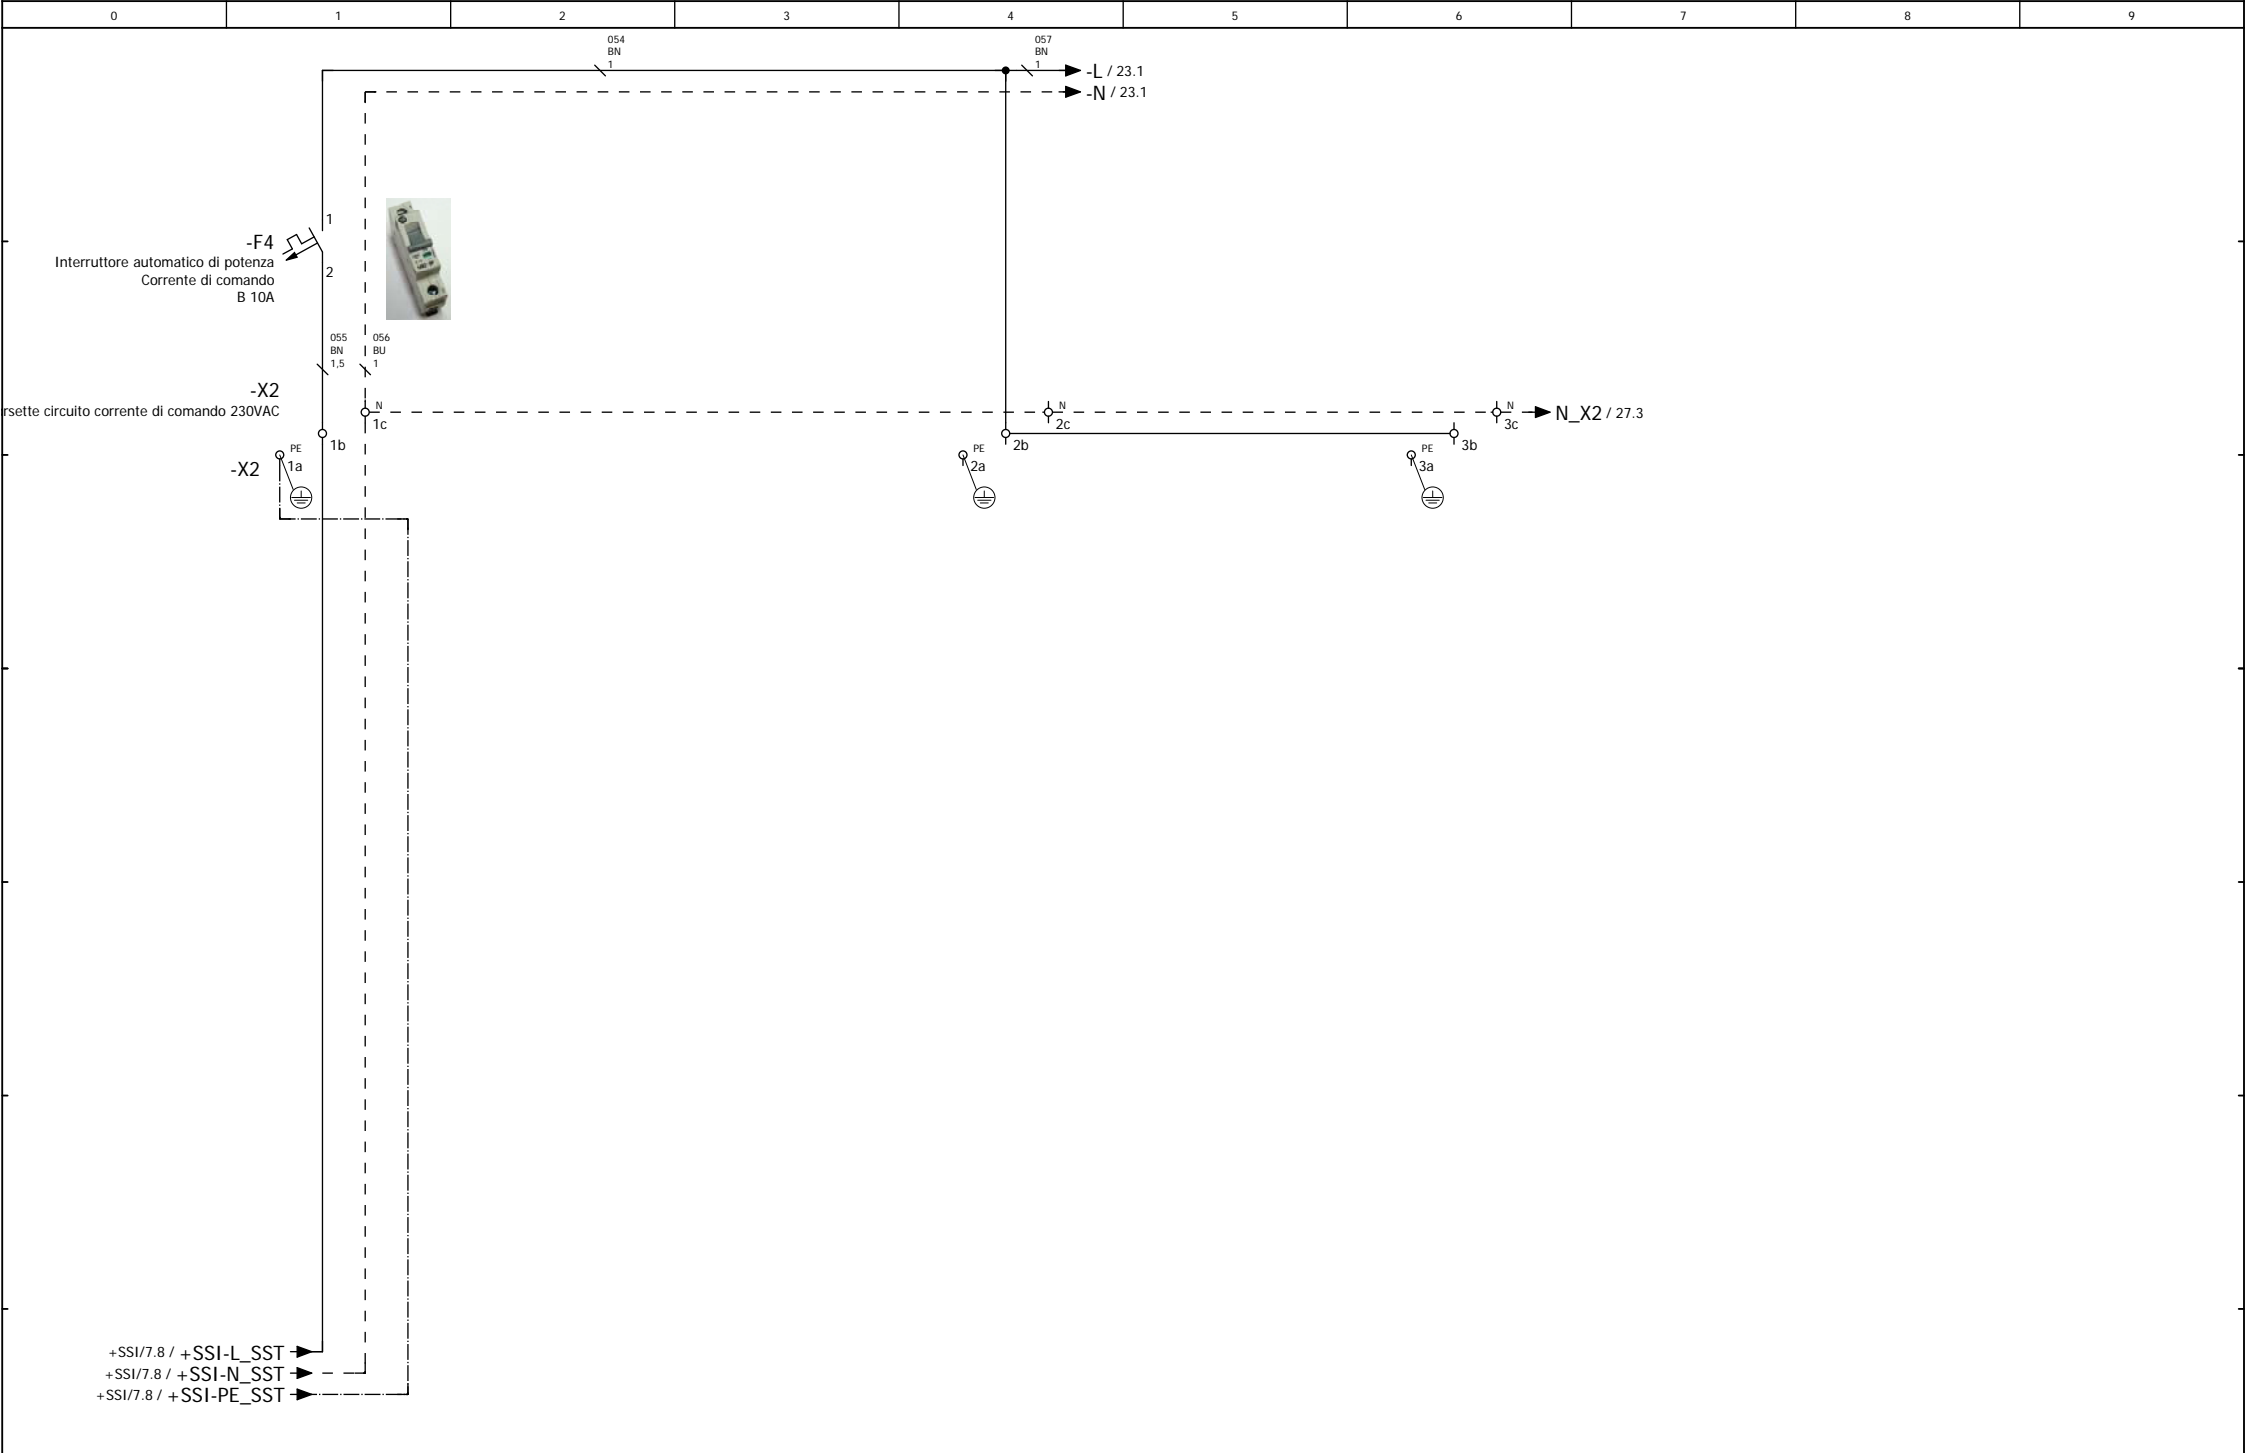 0 1 2 3 4 5 6 7 8 9
054
BN
1
057
BN
1
-L / 23.1
-N / 23.1
1
-F4
Interruttore automatico di potenza
Corrente di comando
B 10A
2
055
BN
1,5
056
BU
1
-X2
rsette circuito corrente di comando 230VAC
N
1c
N
2c
N
3c
N_X2 / 27.3
1b
2b
3b
-X2
PE
1a
PE
2a
PE
3a
+SSI/7.8 / +SSI-L_SST
+SSI/7.8 / +SSI-N_SST
+SSI/7.8 / +SSI-PE_SST